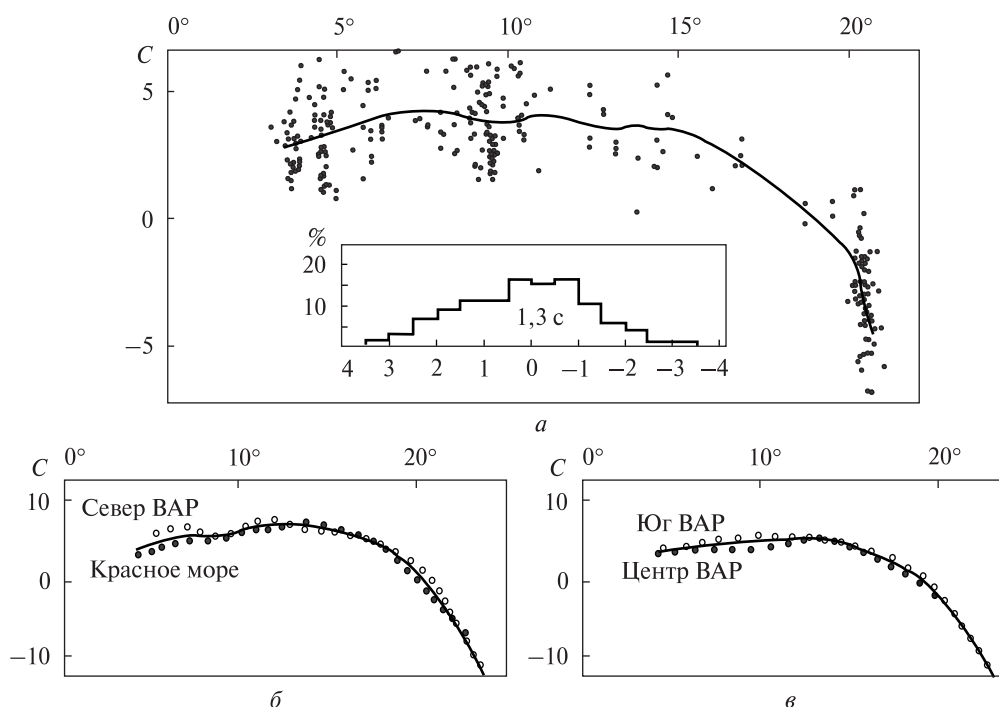 0° 5° 10° 15° 20°
С
5
0
−5
%
20
10
1,3 с
4 3 2 1 0 −1 −2 −3 −4
а
С 0° 10° 20°
10
Север ВАР
Красное море
0
−10
б
С 0° 10° 20°
10
Юг ВАР
Центр ВАР
0
−10
в